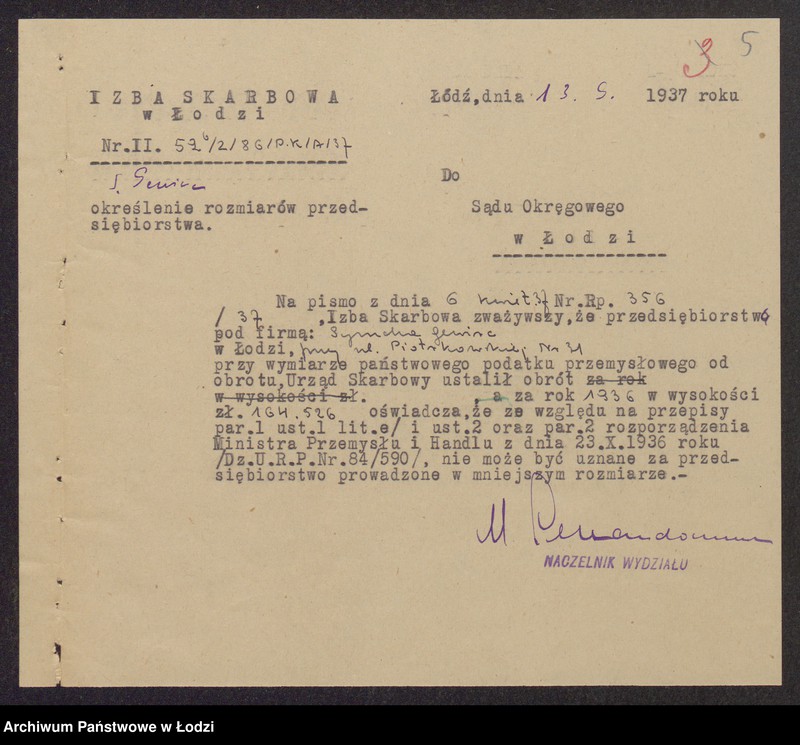 3 5
IZBA SKARBOWA
w Łodzi
Łódź,dnia 13. 5. 1937 roku
Nr.II. 526/2/86/P.K/A/37
Do
określenie rozmiarów przed-
siębiorstwa.
Sądu Okręgowego
w Łodzi
Na pismo z dnia 6 kwiet 37 Nr.Rp. 356
/ 37 ,Izba Skarbowa zważywszy,że przedsiębiorstwo
pod firmą: Szymcha
w Łodzi, przy ul. Piotrkowskiej Nr 31
przy wymiarze państwowego podatku przemysłowego od
obrotu,Urząd Skarbowy ustalił obrót za rok
w wysokości zł. , a za rok 1936 w wysokości
zł. 164.526 oświadcza,że ze względu na przepisy
par.1 ust.1 lit.e/ i ust.2 oraz par.2 rozporządzenia
Ministra Przemysłu i Handlu z dnia 23.X.1936 roku
/Dz.U.R.P.Nr.84/590/, nie może być uznane za przed-
siębiorstwo prowadzone w mniejszym rozmiarze.-
NACZELNIK WYDZIAŁU
Archiwum Państwowe w Łodzi